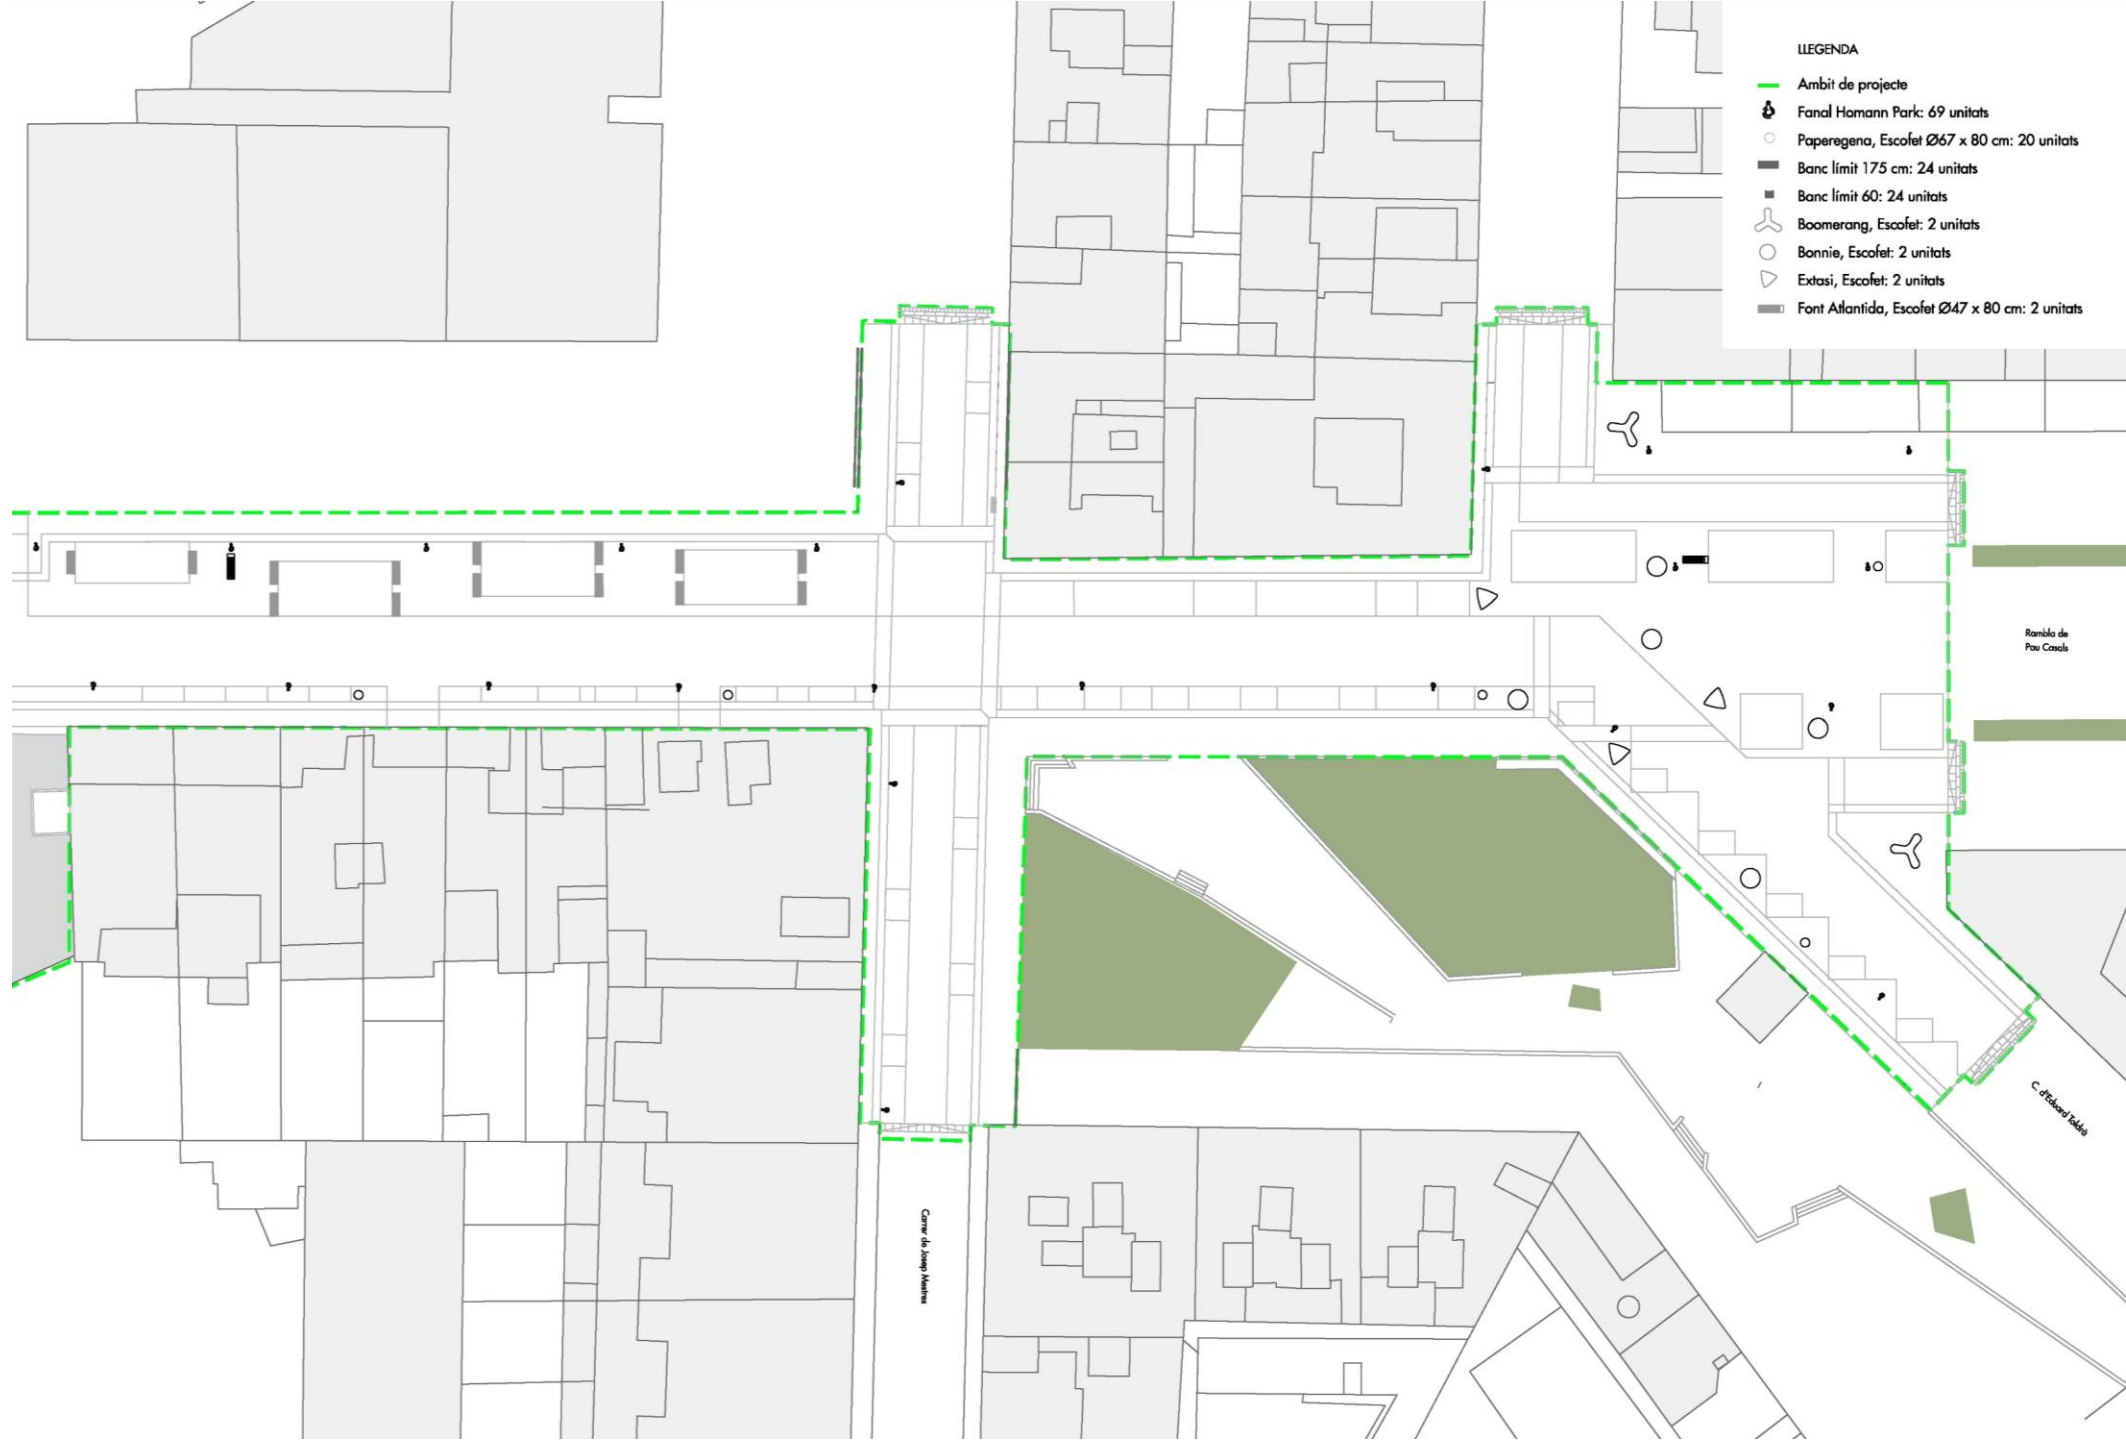 LLEGENDA
Ambit de projecte
Fanal Homann Park: 69 unitats
Paperegena, Escofet Ø67 x 80 cm: 20 unitats
Banc límit 175 cm: 24 unitats
Banc límit 60: 24 unitats
Boomerang, Escofet: 2 unitats
Bonnie, Escofet: 2 unitats
Extasi, Escofet: 2 unitats
Font Atlantida, Escofet Ø47 x 80 cm: 2 unitats
Rambla de
Pau Casals
C. d'Eduard Toldrà
Carrer de Josep Mestres